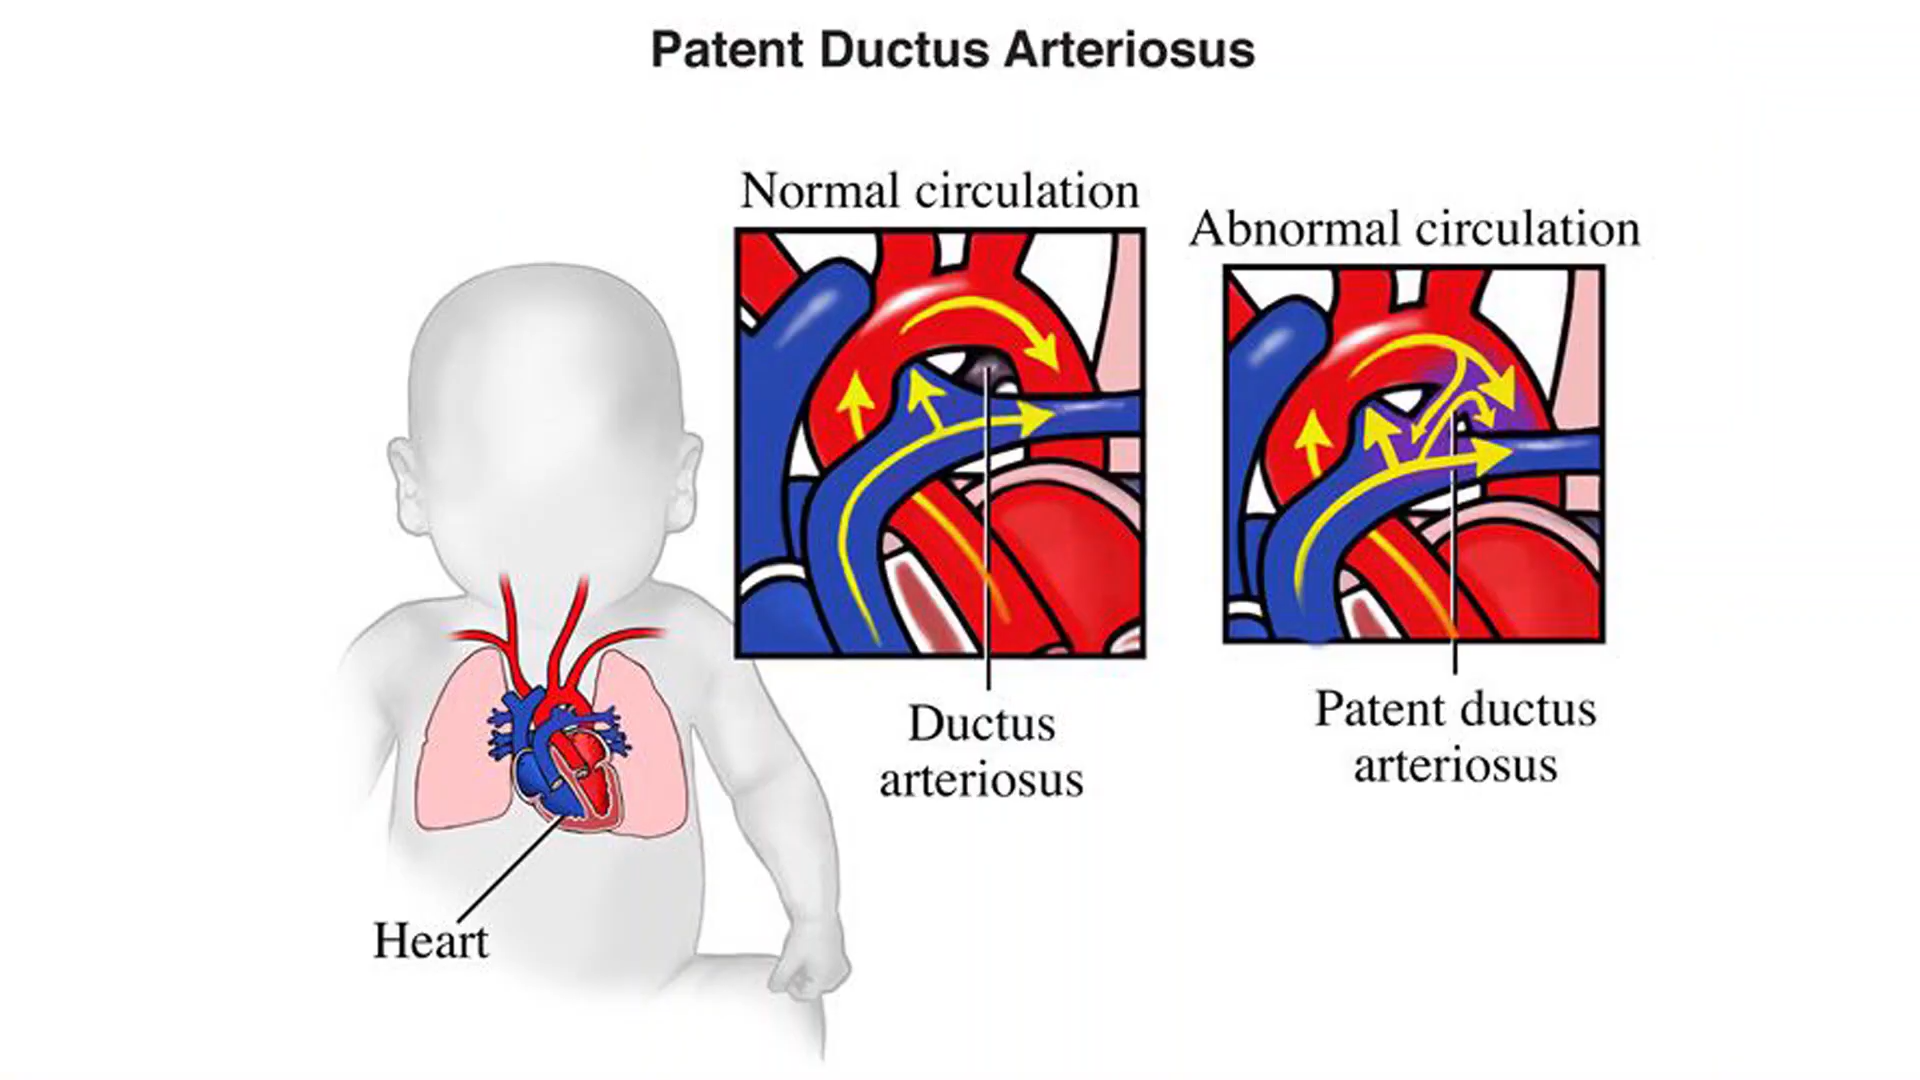 Patent Ductus Arteriosus
Normal circulation
Abnormal circulation
Ductus
arteriosus
Patent ductus
arteriosus
Heart